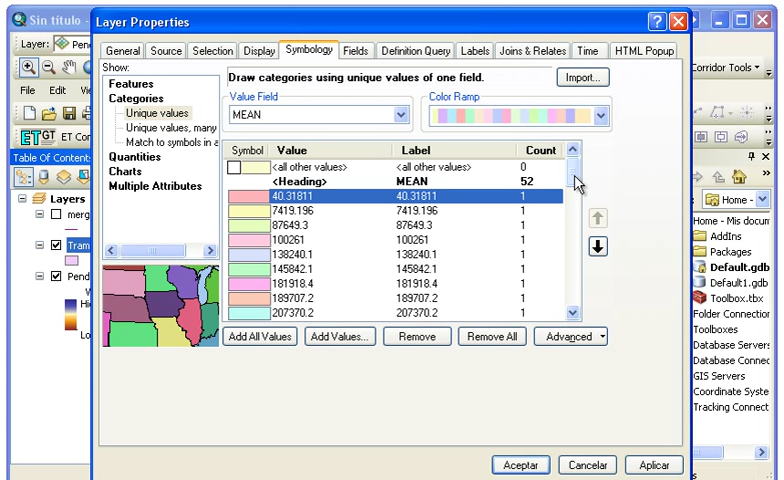 Sin título
Layer Properties
Layer:
Pen
General
Source
Selection
Display
Symbology
Fields
Definition Query
Labels
Joins & Relates
Time
HTML Popup
Corridor Tools
File
Edit
ET GT
ET Con
Table Of Content
Layers
merg
Tram
Pend
Hi
Lo
Show:
Features
Categories
Unique values
Unique values, many
Match to symbols in a
Quantities
Charts
Multiple Attributes
Draw categories using unique values of one field.
Import...
Value Field
MEAN
Color Ramp
Symbol Value Label Count
<all other values> <all other values> 0
<Heading> MEAN 52
40.31811 40.31811 1
7419.196 7419.196 1
87649.3 87649.3 1
100261 100261 1
138240.1 138240.1 1
145842.1 145842.1 1
181918.4 181918.4 1
189707.2 189707.2 1
207370.2 207370.2 1
Add All Values
Add Values...
Remove
Remove All
Advanced
Aceptar
Cancelar
Aplicar
Home
Home - Mis docum
AddIns
Packages
Default.gdb
Default1.gdb
Toolbox.tbx
Folder Connection
Toolboxes
Database Servers
Database Connec
GIS Servers
Coordinate Syste
Tracking Connect